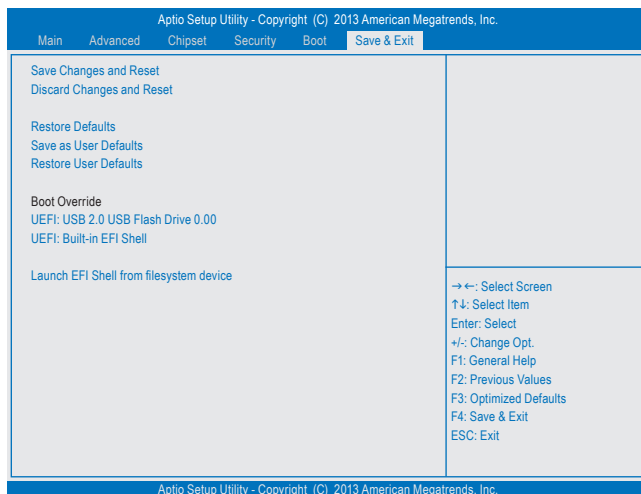 Aptio Setup Utility - Copyright (C) 2013 American Megatrends, Inc.
Main Advanced Chipset Security Boot Save & Exit
Save Changes and Reset
Discard Changes and Reset
Restore Defaults
Save as User Defaults
Restore User Defaults
Boot Override
UEFI: USB 2.0 USB Flash Drive 0.00
UEFI: Built-in EFI Shell
Launch EFI Shell from filesystem device
→←: Select Screen
↑↓: Select Item
Enter: Select
+/-: Change Opt.
F1: General Help
F2: Previous Values
F3: Optimized Defaults
F4: Save & Exit
ESC: Exit
Aptio Setup Utility - Copyright (C) 2013 American Megatrends, Inc.